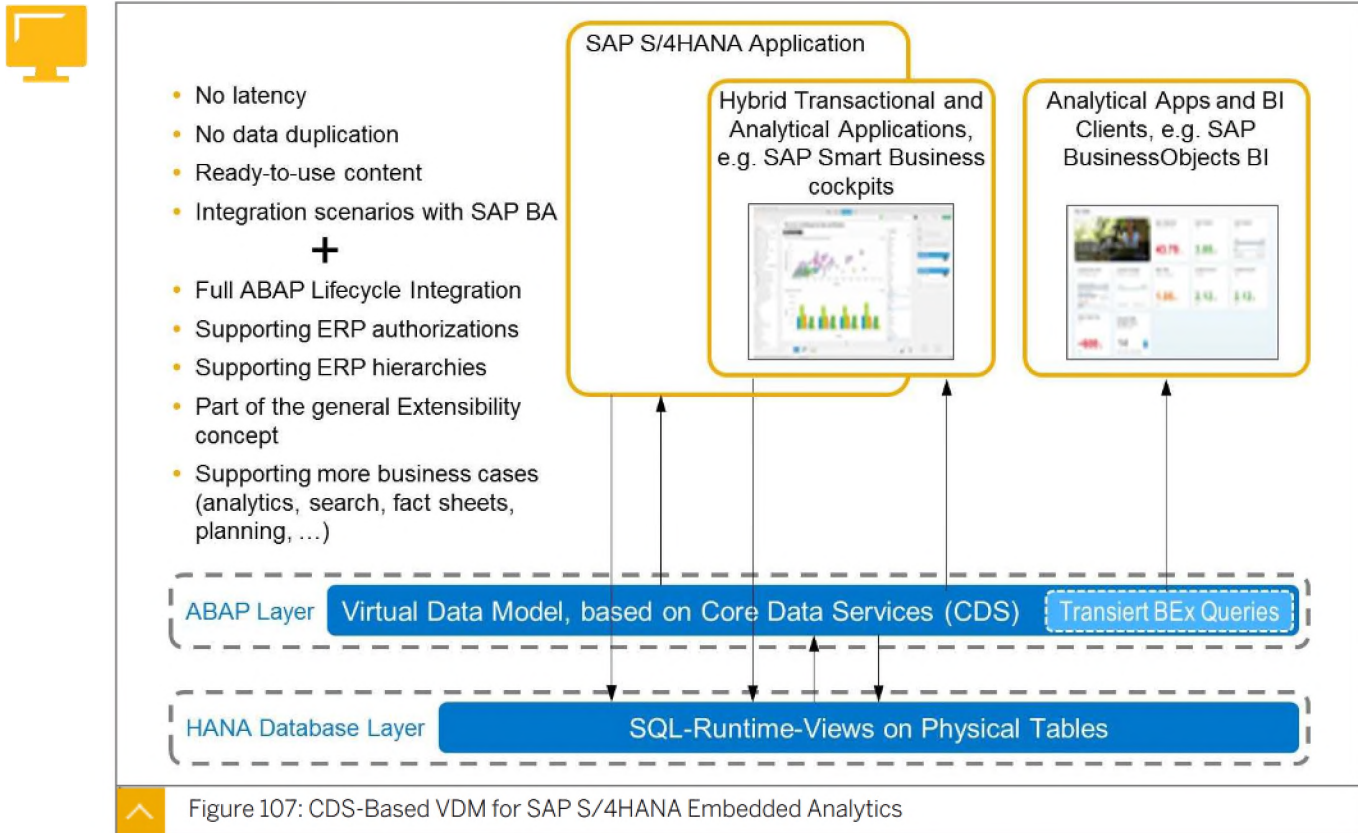 SAP S/4HANA Application
• No latency
• No data duplication
• Ready-to-use content
• Integration scenarios with SAP BA
+
• Full ABAP Lifecycle Integration
• Supporting ERP authorizations
• Supporting ERP hierarchies
• Part of the general Extensibility
concept
• Supporting more business cases
(analytics, search, fact sheets,
planning, …)
Hybrid Transactional and
Analytical Applications,
e.g. SAP Smart Business
cockpits
Analytical Apps and BI
Clients, e.g. SAP
BusinessObjects BI
ABAP Layer
Virtual Data Model, based on Core Data Services (CDS)
Transiert BEx Queries
HANA Database Layer
SQL-Runtime-Views on Physical Tables
Figure 107: CDS-Based VDM for SAP S/4HANA Embedded Analytics